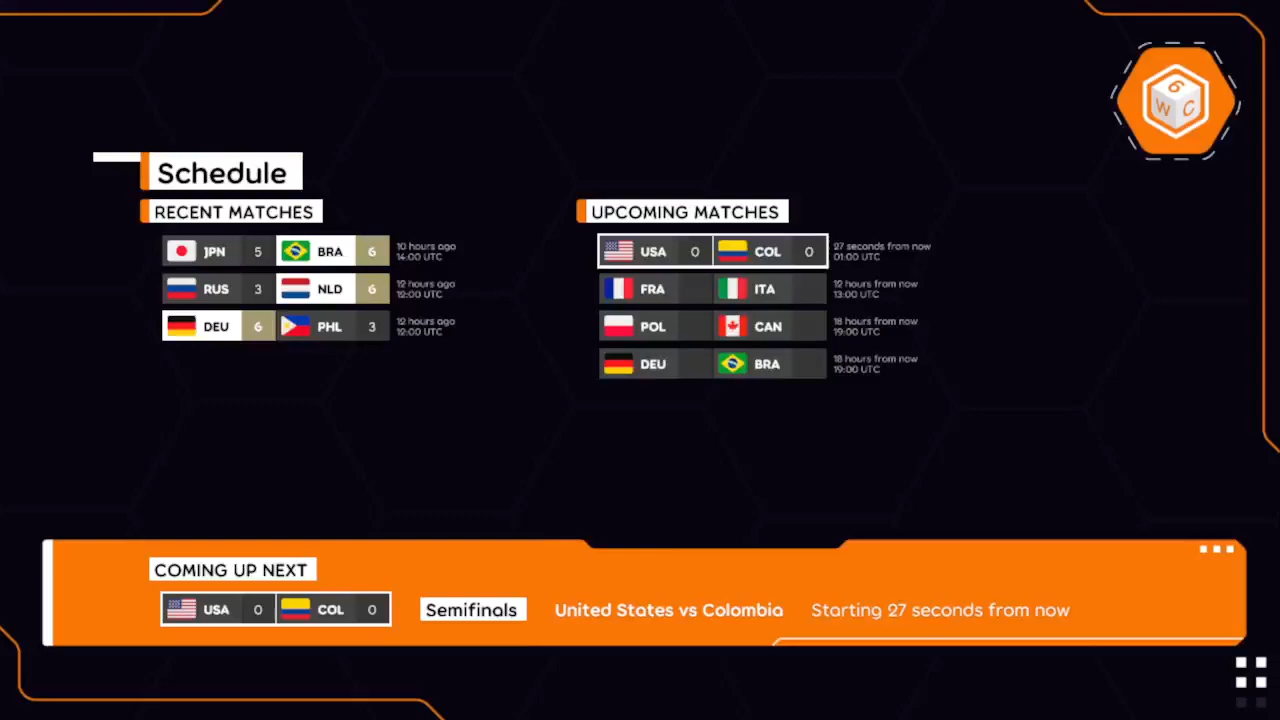 6
W C
Schedule
RECENT MATCHES
JPN 5 BRA 6 10 hours ago
14:00 UTC
RUS 3 NLD 6 12 hours ago
12:00 UTC
DEU 6 PHL 3 12 hours ago
12:00 UTC
UPCOMING MATCHES
USA 0 COL 0 27 seconds from now
01:00 UTC
FRA ITA 12 hours from now
13:00 UTC
POL CAN 18 hours from now
19:00 UTC
DEU BRA 18 hours from now
19:00 UTC
COMING UP NEXT
USA 0 COL 0 Semifinals United States vs Colombia Starting 27 seconds from now